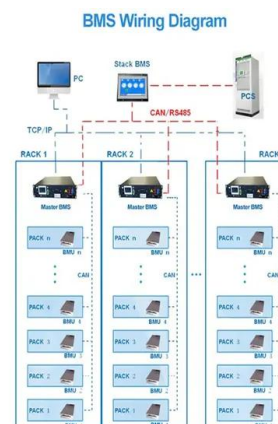 BMS Wiring Diagram
Stack BMS
PC
PCS
CAN/RS485
TCP/IP
RACK 1
RACK 2
RACK
Master BMS
Master BMS
Master BMS
PACK n
PACK n
PACK n
BMU n
BMU n
BMU n
CAN
CAN
CAN
PACK 4
PACK 4
PACK 4
BMU 4
BMU 4
BMU 4
PACK 3
PACK 3
PACK 3
BMU 3
BMU 3
BMU 3
PACK 2
PACK 2
PACK 2
BMU 2
BMU 2
BMU 2
PACK 1
PACK 1
PACK 1